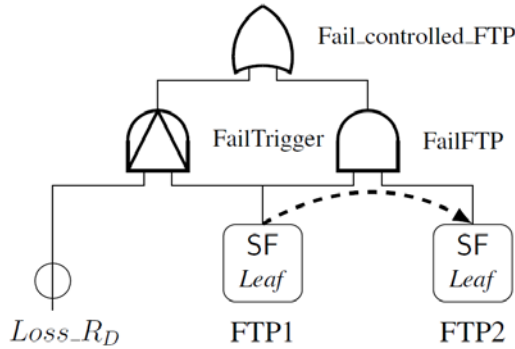 Fail_controlled_FTP
FailTrigger
FailFTP
SF
Leaf
SF
Leaf
Loss_R_D
FTP1
FTP2